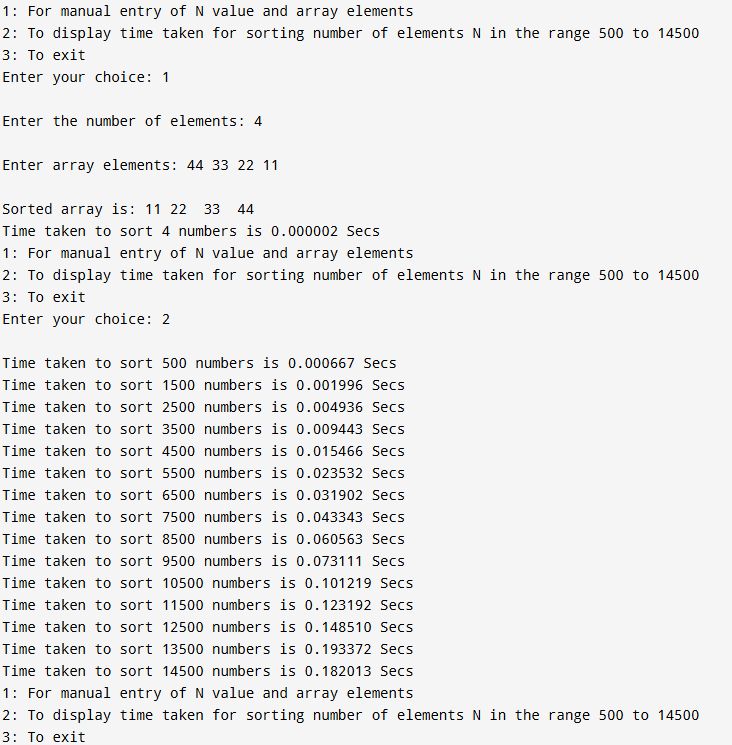 1: For manual entry of N value and array elements
2: To display time taken for sorting number of elements N in the range 500 to 14500
3: To exit
Enter your choice: 1
Enter the number of elements: 4
Enter array elements: 44 33 22 11
Sorted array is: 11 22  33  44
Time taken to sort 4 numbers is 0.000002 Secs
1: For manual entry of N value and array elements
2: To display time taken for sorting number of elements N in the range 500 to 14500
3: To exit
Enter your choice: 2
Time taken to sort 500 numbers is 0.000667 Secs
Time taken to sort 1500 numbers is 0.001996 Secs
Time taken to sort 2500 numbers is 0.004936 Secs
Time taken to sort 3500 numbers is 0.009443 Secs
Time taken to sort 4500 numbers is 0.015466 Secs
Time taken to sort 5500 numbers is 0.023532 Secs
Time taken to sort 6500 numbers is 0.031902 Secs
Time taken to sort 7500 numbers is 0.043343 Secs
Time taken to sort 8500 numbers is 0.060563 Secs
Time taken to sort 9500 numbers is 0.073111 Secs
Time taken to sort 10500 numbers is 0.101219 Secs
Time taken to sort 11500 numbers is 0.123192 Secs
Time taken to sort 12500 numbers is 0.148510 Secs
Time taken to sort 13500 numbers is 0.193372 Secs
Time taken to sort 14500 numbers is 0.182013 Secs
1: For manual entry of N value and array elements
2: To display time taken for sorting number of elements N in the range 500 to 14500
3: To exit